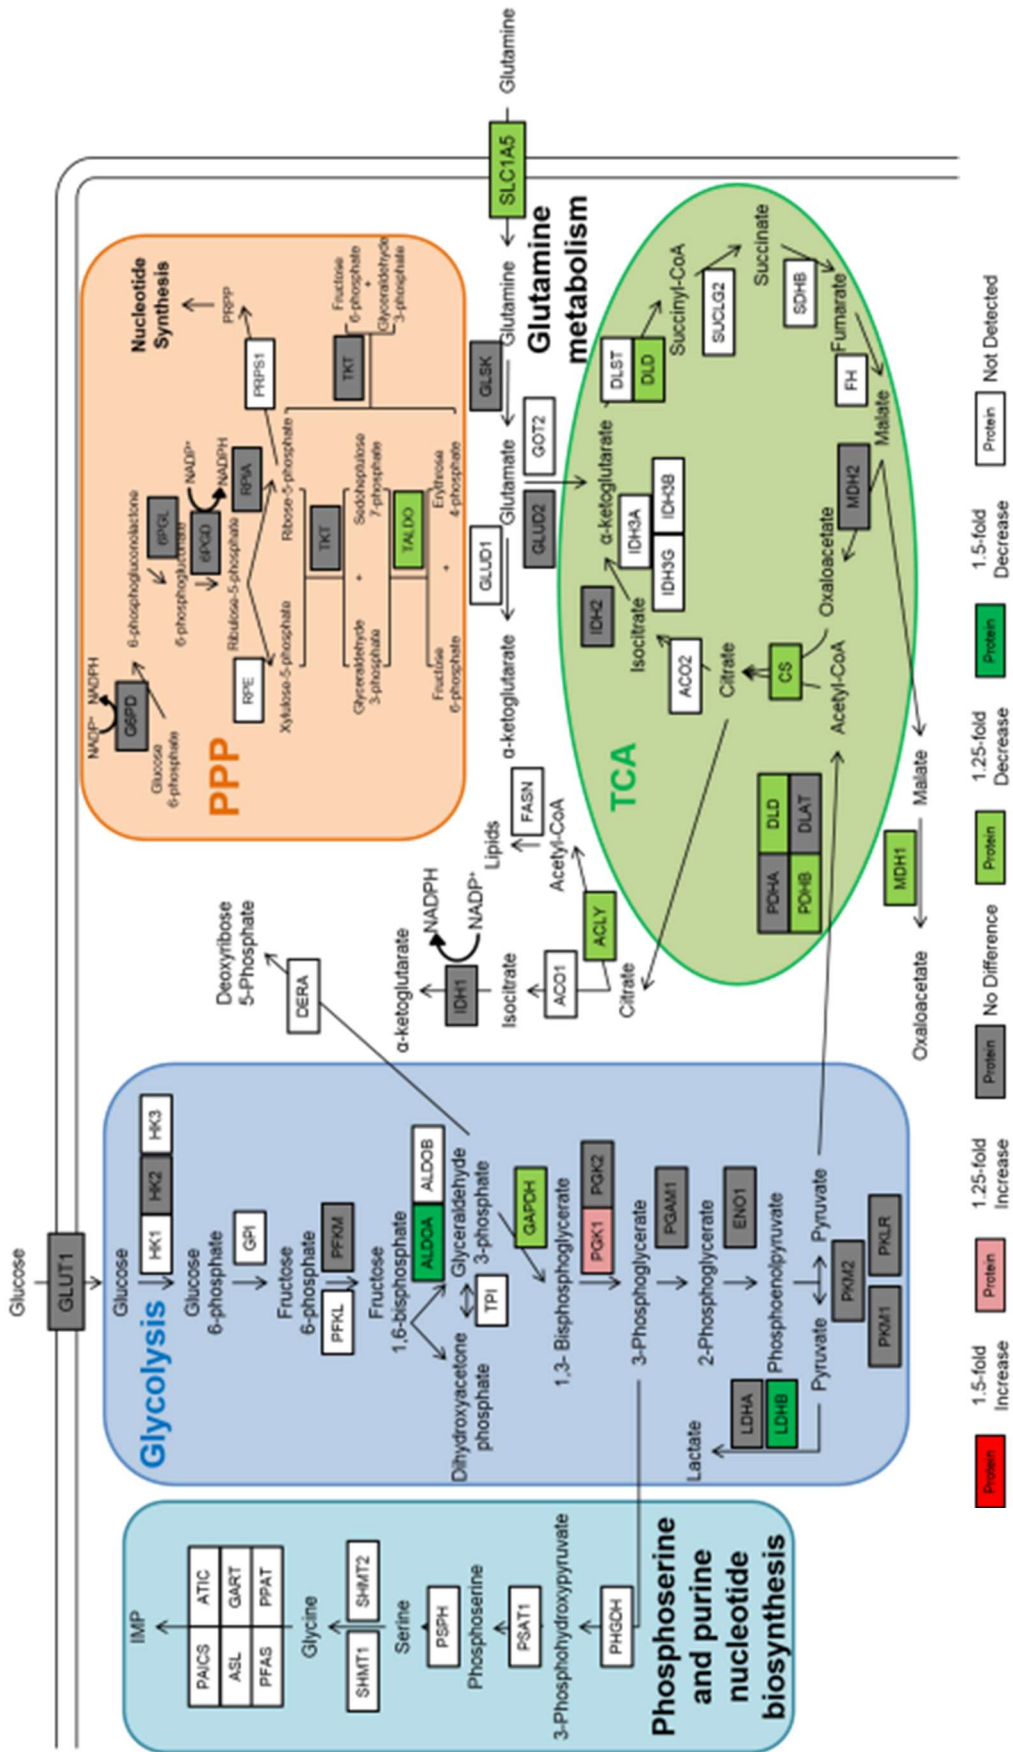 Glucose
GLUT1
Glycolysis
Glucose
HK1
HK2
HK3
Glucose
6-phosphate
GPI
Fructose
6-phosphate
PFKL
PFKM
Fructose
1,6-bisphosphate
ALDOA
ALDOB
Dihydroxyacetone
phosphate
TPI
Glyceraldehyde
3-phosphate
GAPDH
1,3- Bisphosphoglycerate
PGK1
PGK2
3-Phosphoglycerate
PGAM1
2-Phosphoglycerate
ENO1
Phosphoenolpyruvate
Pyruvate
Pyruvate
PKM2
PKM1
PKLR
LDHA
LDHB
Lactate
IMP
PAICS
ATIC
ASL
GART
PFAS
PPAT
Glycine
SHMT1
SHMT2
Serine
PSPH
Phosphoserine
PSAT1
3-Phosphohydroxypyruvate
PHGDH
Phosphoserine
and purine
nucleotide
biosynthesis
Deoxyribose
5-Phosphate
DERA
α-ketoglutarate
NADPH
NADP⁺
IDH1
Isocitrate
ACO1
Citrate
ACLY
Acetyl-CoA
FASN
Lipids
PPP
NADP⁺
NADPH
G6PD
Glucose
6-phosphate
6-phosphogluconolactone
6PGL
6-phosphogluconate
NADP⁺
NADPH
6PGD
Ribulose-5-phosphate
RPE
RPIA
Xylulose-5-phosphate
Ribose-5-phosphate
PRPS1
PRPP
Nucleotide
Synthesis
TKT
Glyceraldehyde
3-phosphate
+
Sedoheptulose
7-phosphate
TALDO
Fructose
6-phosphate
+
Erythrose
4-phosphate
TKT
Fructose
6-phosphate
+
Glyceraldehyde
3-phosphate
Glutamine
SLC1A5
Glutamine
Glutamine
metabolism
GLSK
Glutamate
GLUD1
α-ketoglutarate
GLUD2
GOT2
TCA
α-ketoglutarate
DLST
DLD
Succinyl-CoA
SUCLG2
Succinate
SDHB
Fumarate
FH
Malate
MDH2
Oxaloacetate
CS
Acetyl-CoA
Citrate
ACO2
Isocitrate
IDH2
IDH3A
IDH3G
IDH3B
PDHA
DLD
PDHB
DLAT
Malate
MDH1
Oxaloacetate
Protein
1.5-fold
Increase
Protein
1.25-fold
Increase
Protein
No Difference
Protein
1.25-fold
Decrease
Protein
1.5-fold
Decrease
Protein
Not Detected